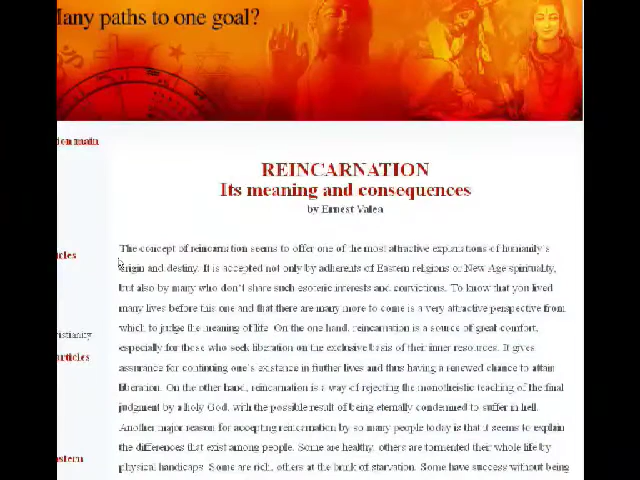 Many paths to one goal?
ion main
REINCARNATION
Its meaning and consequences
by Ernest Valea
The concept of reincarnation seems to offer one of the most attractive explanations of humanity's
ticles
origin and destiny. It is accepted not only by adherents of Eastern religions or New Age spirituality,
but also by many who don't share such esoteric interests and convictions. To know that you lived
many lives before this one and that there are many more to come is a very attractive perspective from
which to judge the meaning of life. On the one hand, reincarnation is a source of great comfort,
ristianity
especially for those who seek liberation on the exclusive basis of their inner resources. It gives
articles
assurance for continuing one's existence in further lives and thus having a renewed chance to attain
liberation. On the other hand, reincarnation is a way of rejecting the monotheistic teaching of the final
judgment by a holy God, with the possible result of being eternally condemned to suffer in hell.
Another major reason for accepting reincarnation by so many people today is that it seems to explain
the differences that exist among people. Some are healthy, others are tormented their whole life by
astern
physical handicaps. Some are rich, others at the brink of starvation. Some have success without being